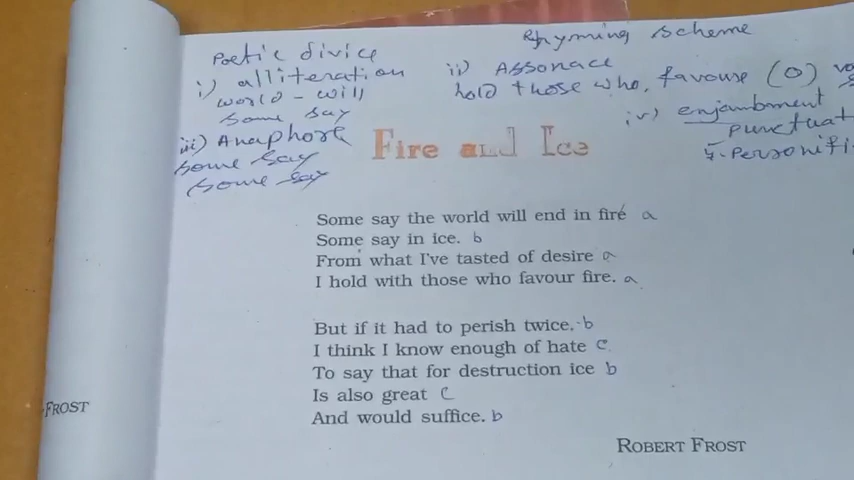 Poetic divice
Rhyming scheme
i) alliteration
world - will
some say
ii) Assonace
hold those who, favouse (O)
iii) Anaphore
some say
some say
iv) enjambment
punctuat
5. Personifi
Fire and Ice
Some say the world will end in fire a
Some say in ice. b
From what I've tasted of desire a
I hold with those who favour fire. a
But if it had to perish twice. b
I think I know enough of hate C
To say that for destruction ice b
Is also great C
And would suffice. b
FROST
ROBERT FROST